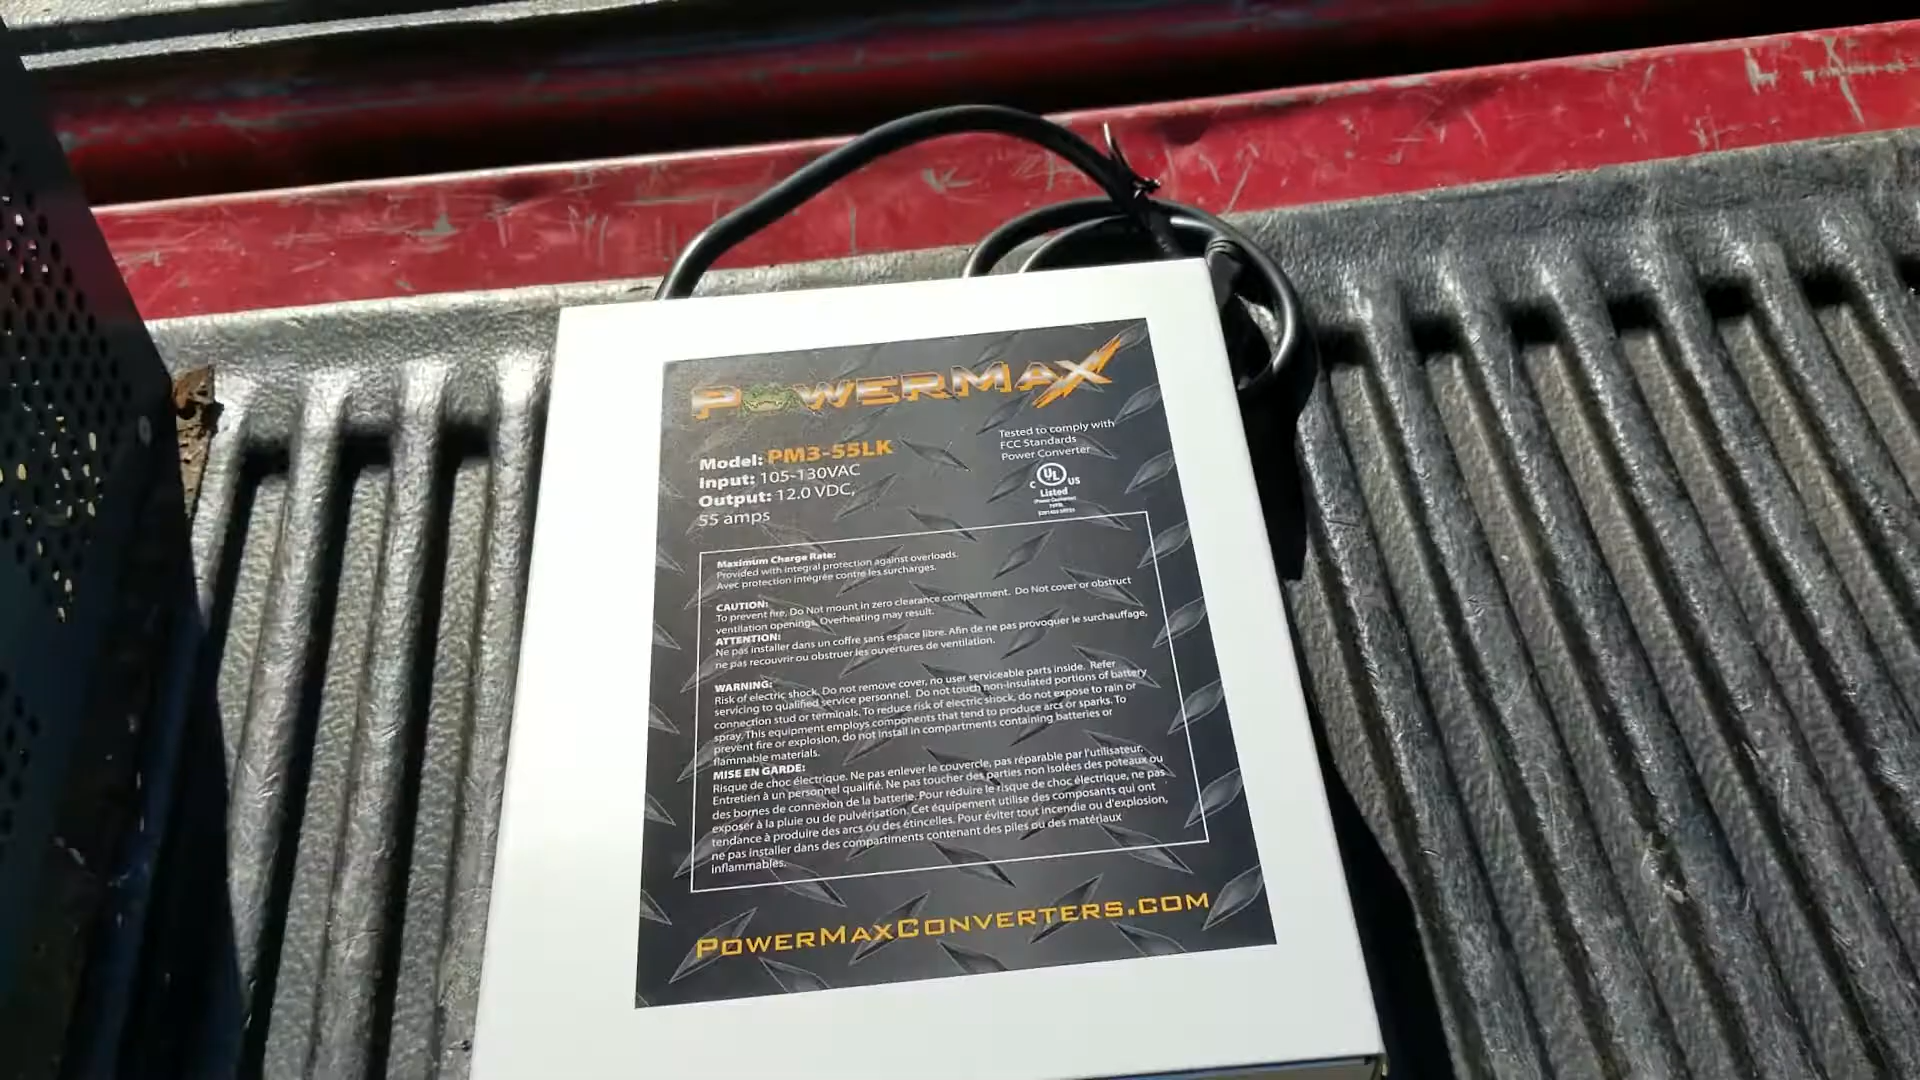 POWERMAX
Model: PM3-55LK
Input: 105-130VAC
Output: 12.0 VDC,
55 amps
Tested to comply with
FCC Standards
Power Converter
C UL US
Listed
Maximum Charge Rate:
Provided with integral protection against overloads.
Avec protection intégrée contre les surcharges.
CAUTION:
To prevent fire, Do Not mount in zero clearance compartment. Do Not cover or obstruct
ventilation openings. Overheating may result.
ATTENTION:
Ne pas installer dans un coffre sans espace libre. Afin de ne pas provoquer le surchauffage,
ne pas recouvrir ou obstruer les ouvertures de ventilation.
WARNING:
Risk of electric shock. Do not remove cover, no user serviceable parts inside. Refer
servicing to qualified service personnel. Do not touch non-insulated portions of battery
connection stud or terminals. To reduce risk of electric shock, do not expose to rain or
spray. This equipment employs components that tend to produce arcs or sparks. To
prevent fire or explosion, do not install in compartments containing batteries or
flammable materials.
MISE EN GARDE:
Risque de choc électrique. Ne pas enlever le couvercle, pas réparable par l'utilisateur.
Entretien à un personnel qualifié. Ne pas toucher des parties non isolées des poteaux ou
des bornes de connexion de la batterie. Pour réduire le risque de choc électrique, ne pas
exposer à la pluie ou de pulvérisation. Cet équipement utilise des composants qui ont
tendance à produire des arcs ou des étincelles. Pour éviter tout incendie ou d'explosion,
ne pas installer dans des compartiments contenant des piles ou des matériaux
inflammables.
POWERMAXCONVERTERS.COM